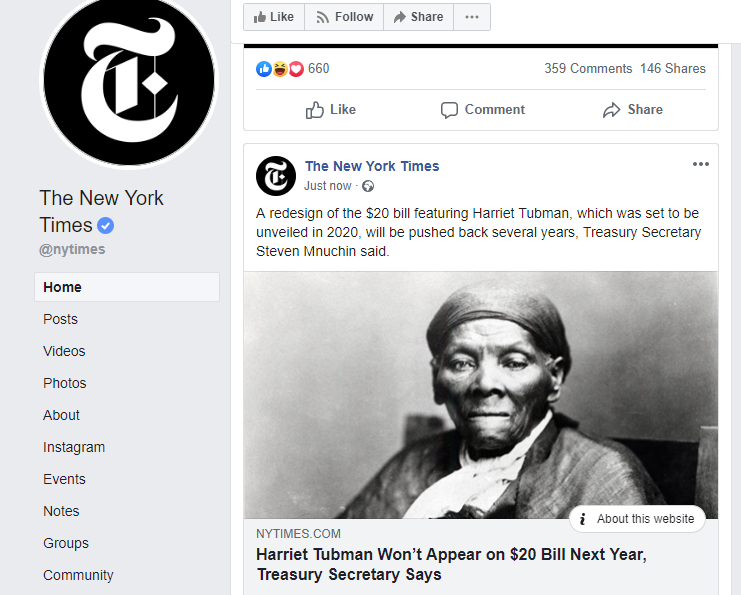 Like Follow Share ...
660 359 Comments 146 Shares
Like Comment Share
The New York
Times
@nytimes
Home
Posts
Videos
Photos
About
Instagram
Events
Notes
Groups
Community
The New York Times
Just now ·
A redesign of the $20 bill featuring Harriet Tubman, which was set to be
unveiled in 2020, will be pushed back several years, Treasury Secretary
Steven Mnuchin said.
i About this website
NYTIMES.COM
Harriet Tubman Won’t Appear on $20 Bill Next Year,
Treasury Secretary Says